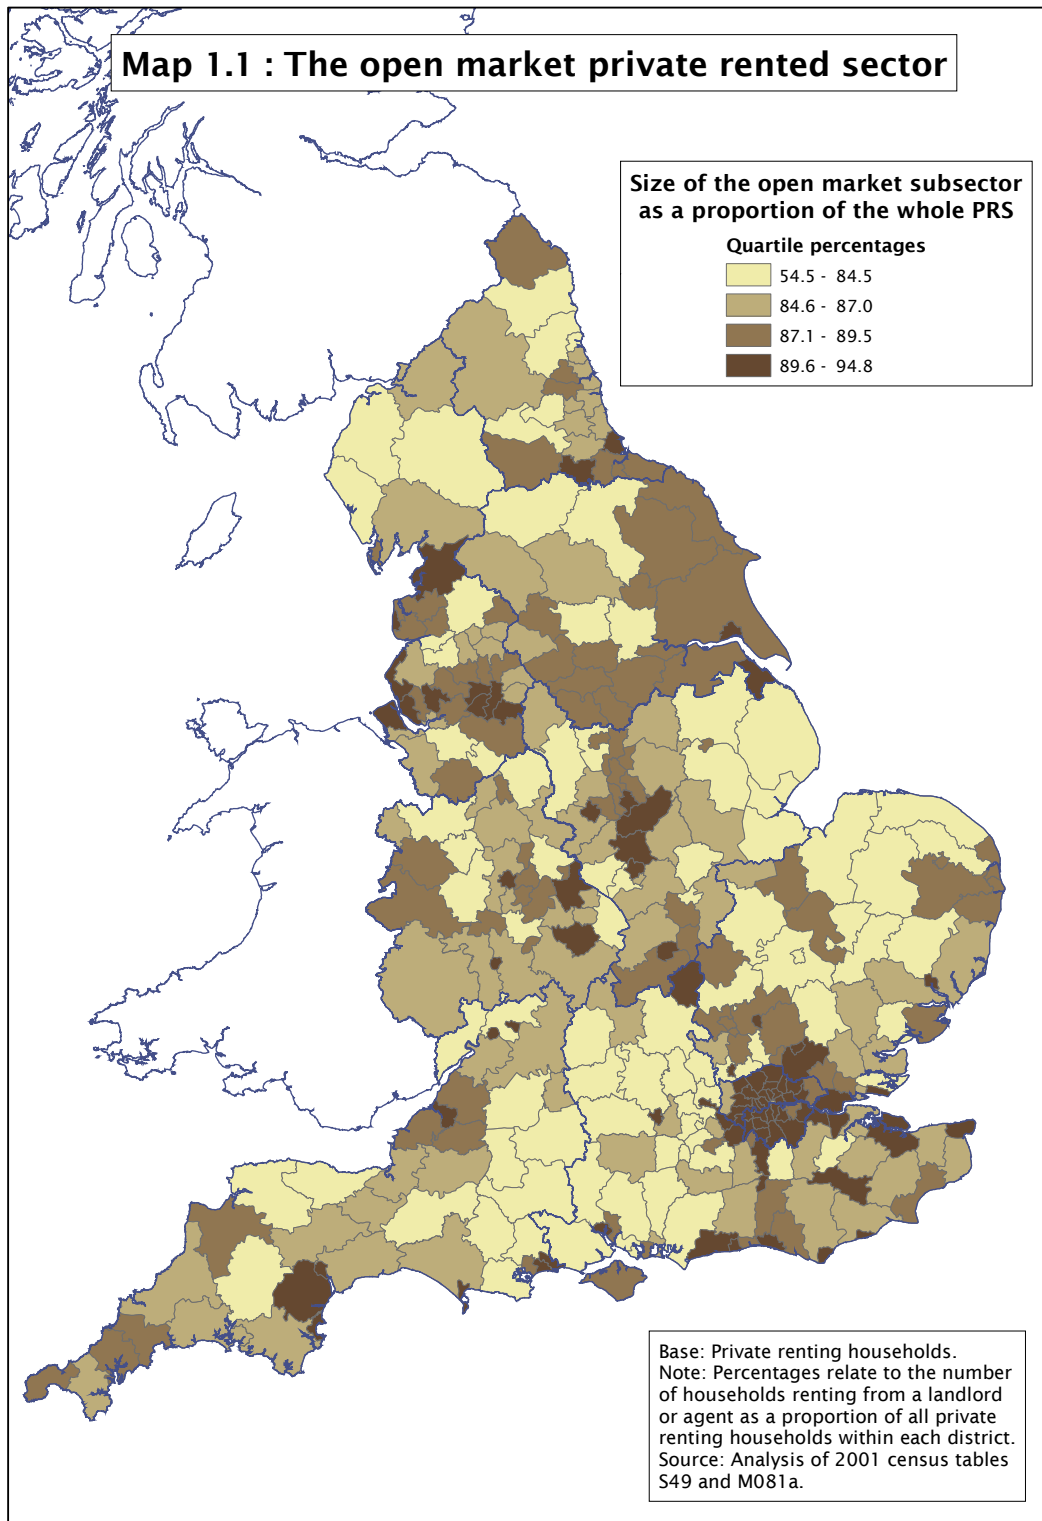 Map 1.1 : The open market private rented sector
Size of the open market subsector
as a proportion of the whole PRS
Quartile percentages
54.5 - 84.5
84.6 - 87.0
87.1 - 89.5
89.6 - 94.8
Base: Private renting households.
Note: Percentages relate to the number
of households renting from a landlord
or agent as a proportion of all private
renting households within each district.
Source: Analysis of 2001 census tables
S49 and M081a.